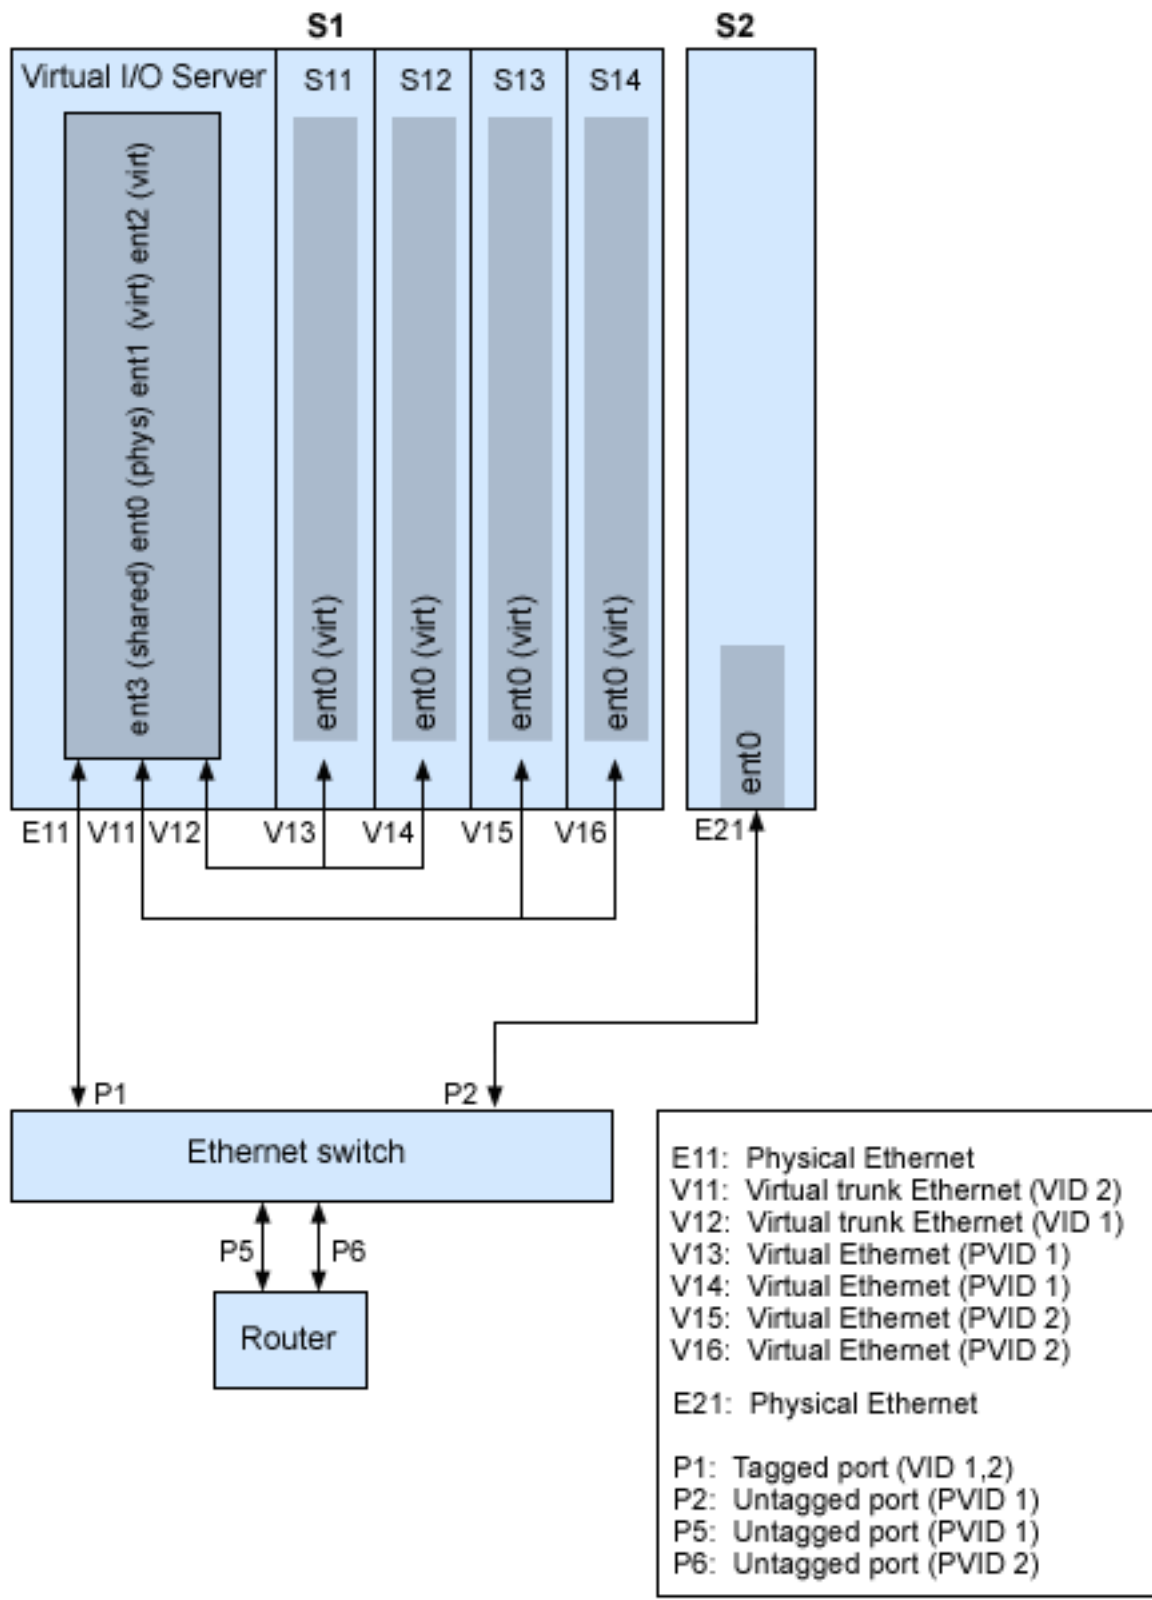 S1
S2
Virtual I/O Server
S11
S12
S13
S14
ent3 (shared) ent0 (phys) ent1 (virt) ent2 (virt)
ent0 (virt)
ent0 (virt)
ent0 (virt)
ent0 (virt)
ent0
E11
V11
V12
V13
V14
V15
V16
E21
P1
P2
Ethernet switch
P5
P6
Router
E11: Physical Ethernet
V11: Virtual trunk Ethernet (VID 2)
V12: Virtual trunk Ethernet (VID 1)
V13: Virtual Ethernet (PVID 1)
V14: Virtual Ethernet (PVID 1)
V15: Virtual Ethernet (PVID 2)
V16: Virtual Ethernet (PVID 2)
E21: Physical Ethernet
P1: Tagged port (VID 1,2)
P2: Untagged port (PVID 1)
P5: Untagged port (PVID 1)
P6: Untagged port (PVID 2)